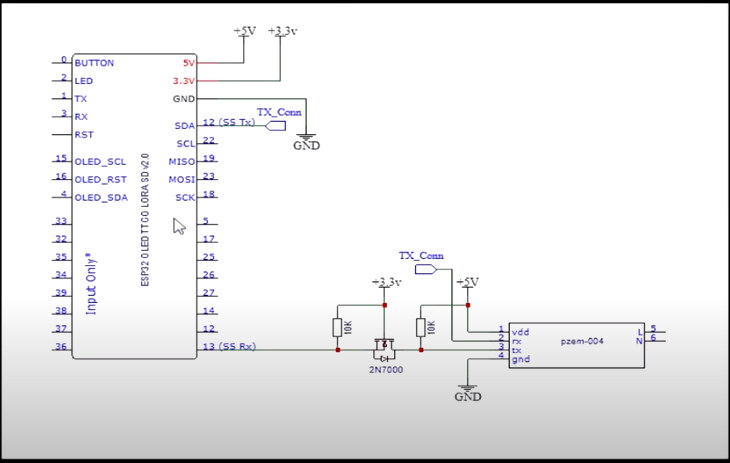 +5V
+3.3v
0 BUTTON
2 LED
1 TX
3 RX
RST
15 OLED_SCL
16 OLED_RST
4 OLED_SDA
33
32
35
34
39
38
37
36
Input Only*
ESP32 OLED TTGO LORA SD v2.0
5V
3.3V
GND
SDA 12 (SS Tx)
SCL 22
MISO 19
MOSI 23
SCK 18
5
17
25
26
27
14
12
13 (SS Rx)
TX_Conn
GND
TX_Conn
+3.3v
+5V
10K
10K
2N7000
1 vdd
2 rx
3 tx
4 gnd
pzem-004
L 5
N 6
GND